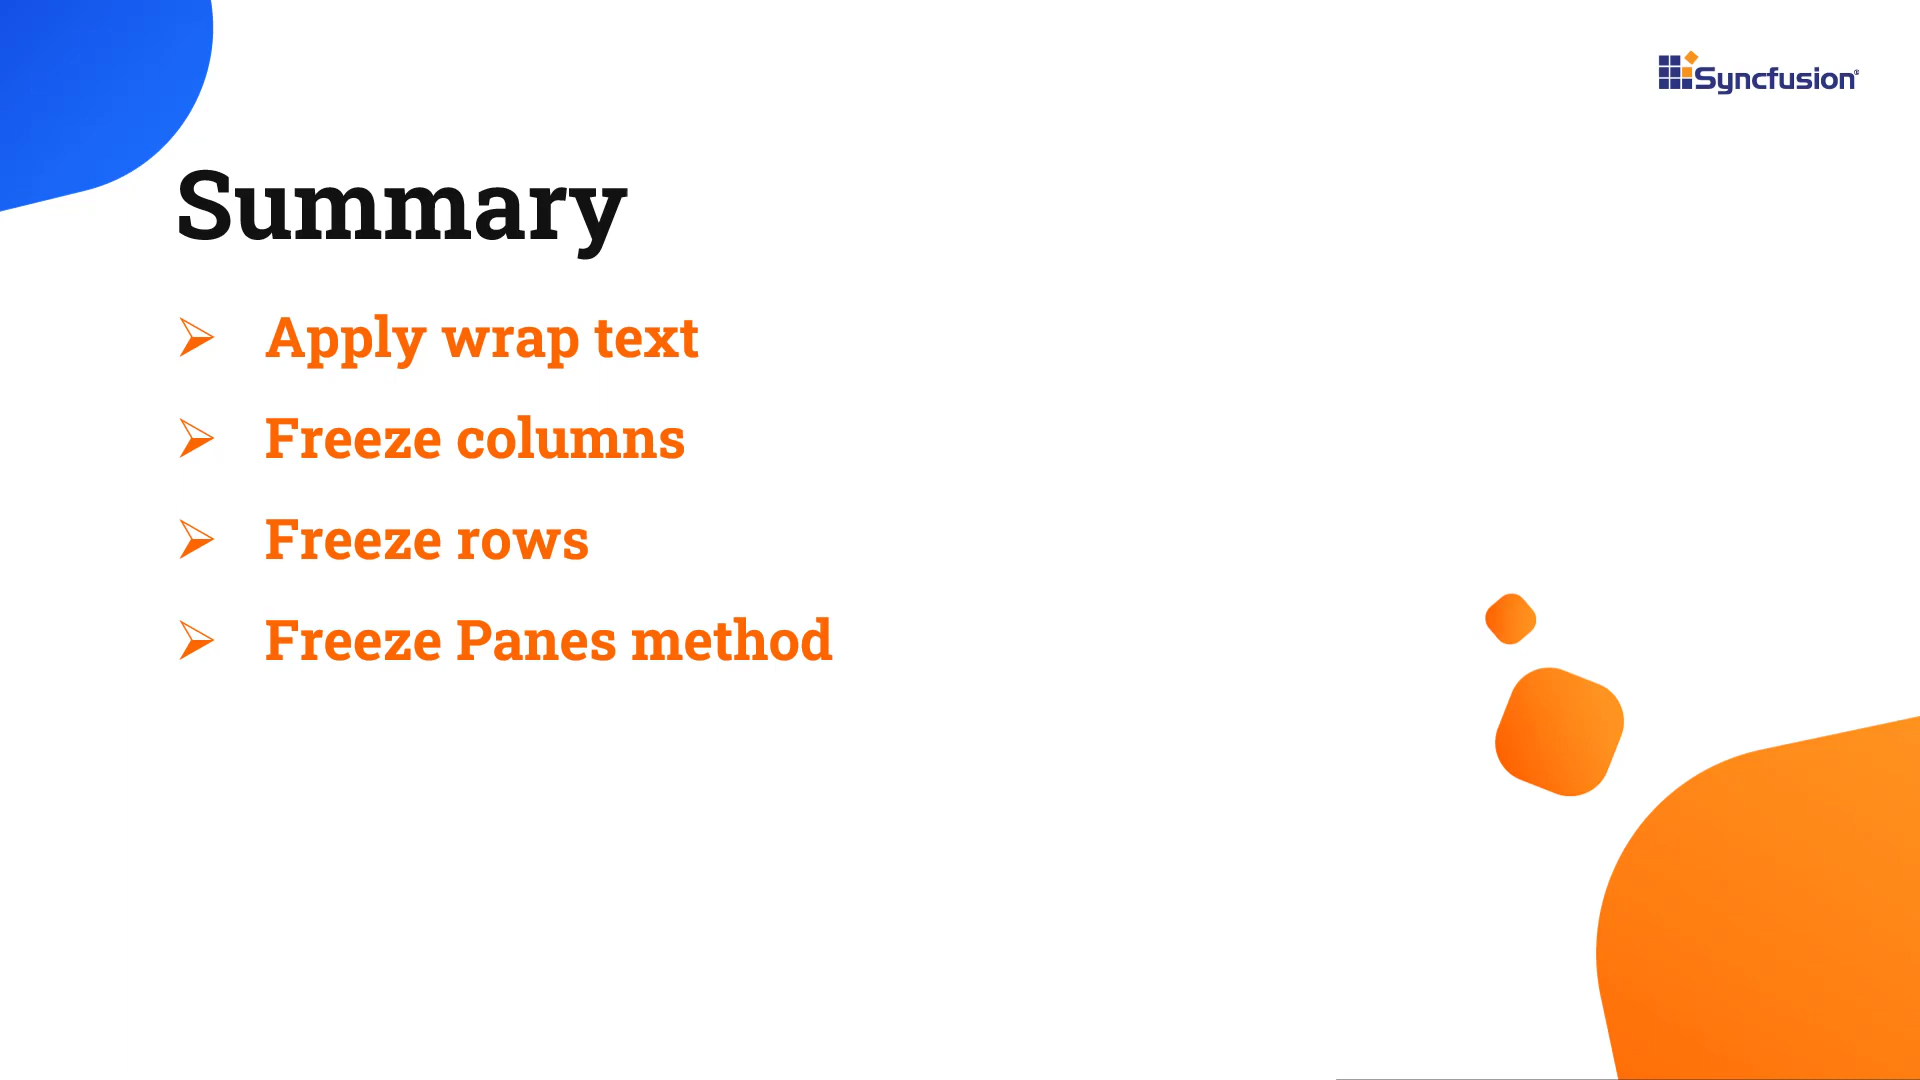 Syncfusion®
Summary
Apply wrap text
Freeze columns
Freeze rows
Freeze Panes method